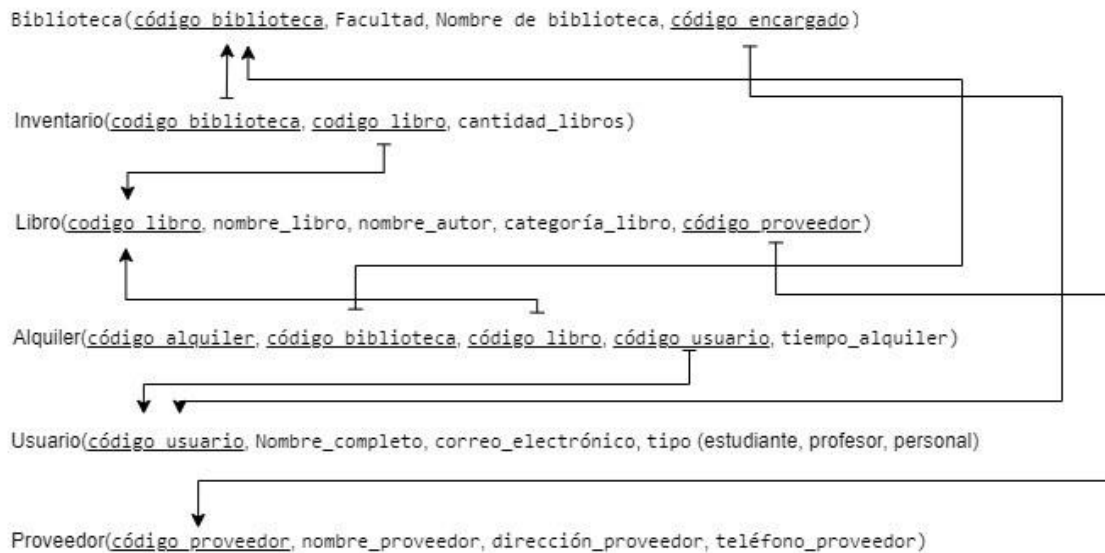 Biblioteca(código biblioteca, Facultad, Nombre de biblioteca, código encargado)
Inventario(codigo biblioteca, codigo libro, cantidad_libros)
Libro(codigo libro, nombre_libro, nombre_autor, categoría_libro, código proveedor)
Alquiler(código alquiler, código biblioteca, código libro, código usuario, tiempo_alquiler)
Usuario(código usuario, Nombre_completo, correo_electrónico, tipo (estudiante, profesor, personal)
Proveedor(código proveedor, nombre_proveedor, dirección_proveedor, teléfono_proveedor)